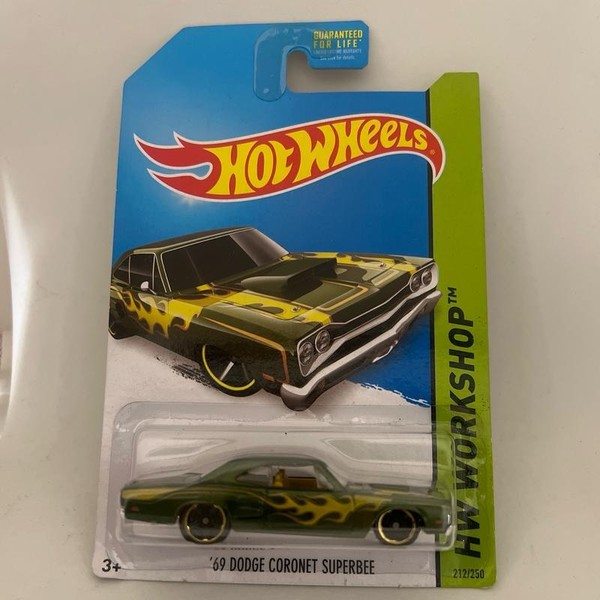 GUARANTEED
FOR LIFE*
HOT WHEELS®
HW WORKSHOP™
'69 DODGE CORONET SUPERBEE
3+
212/250